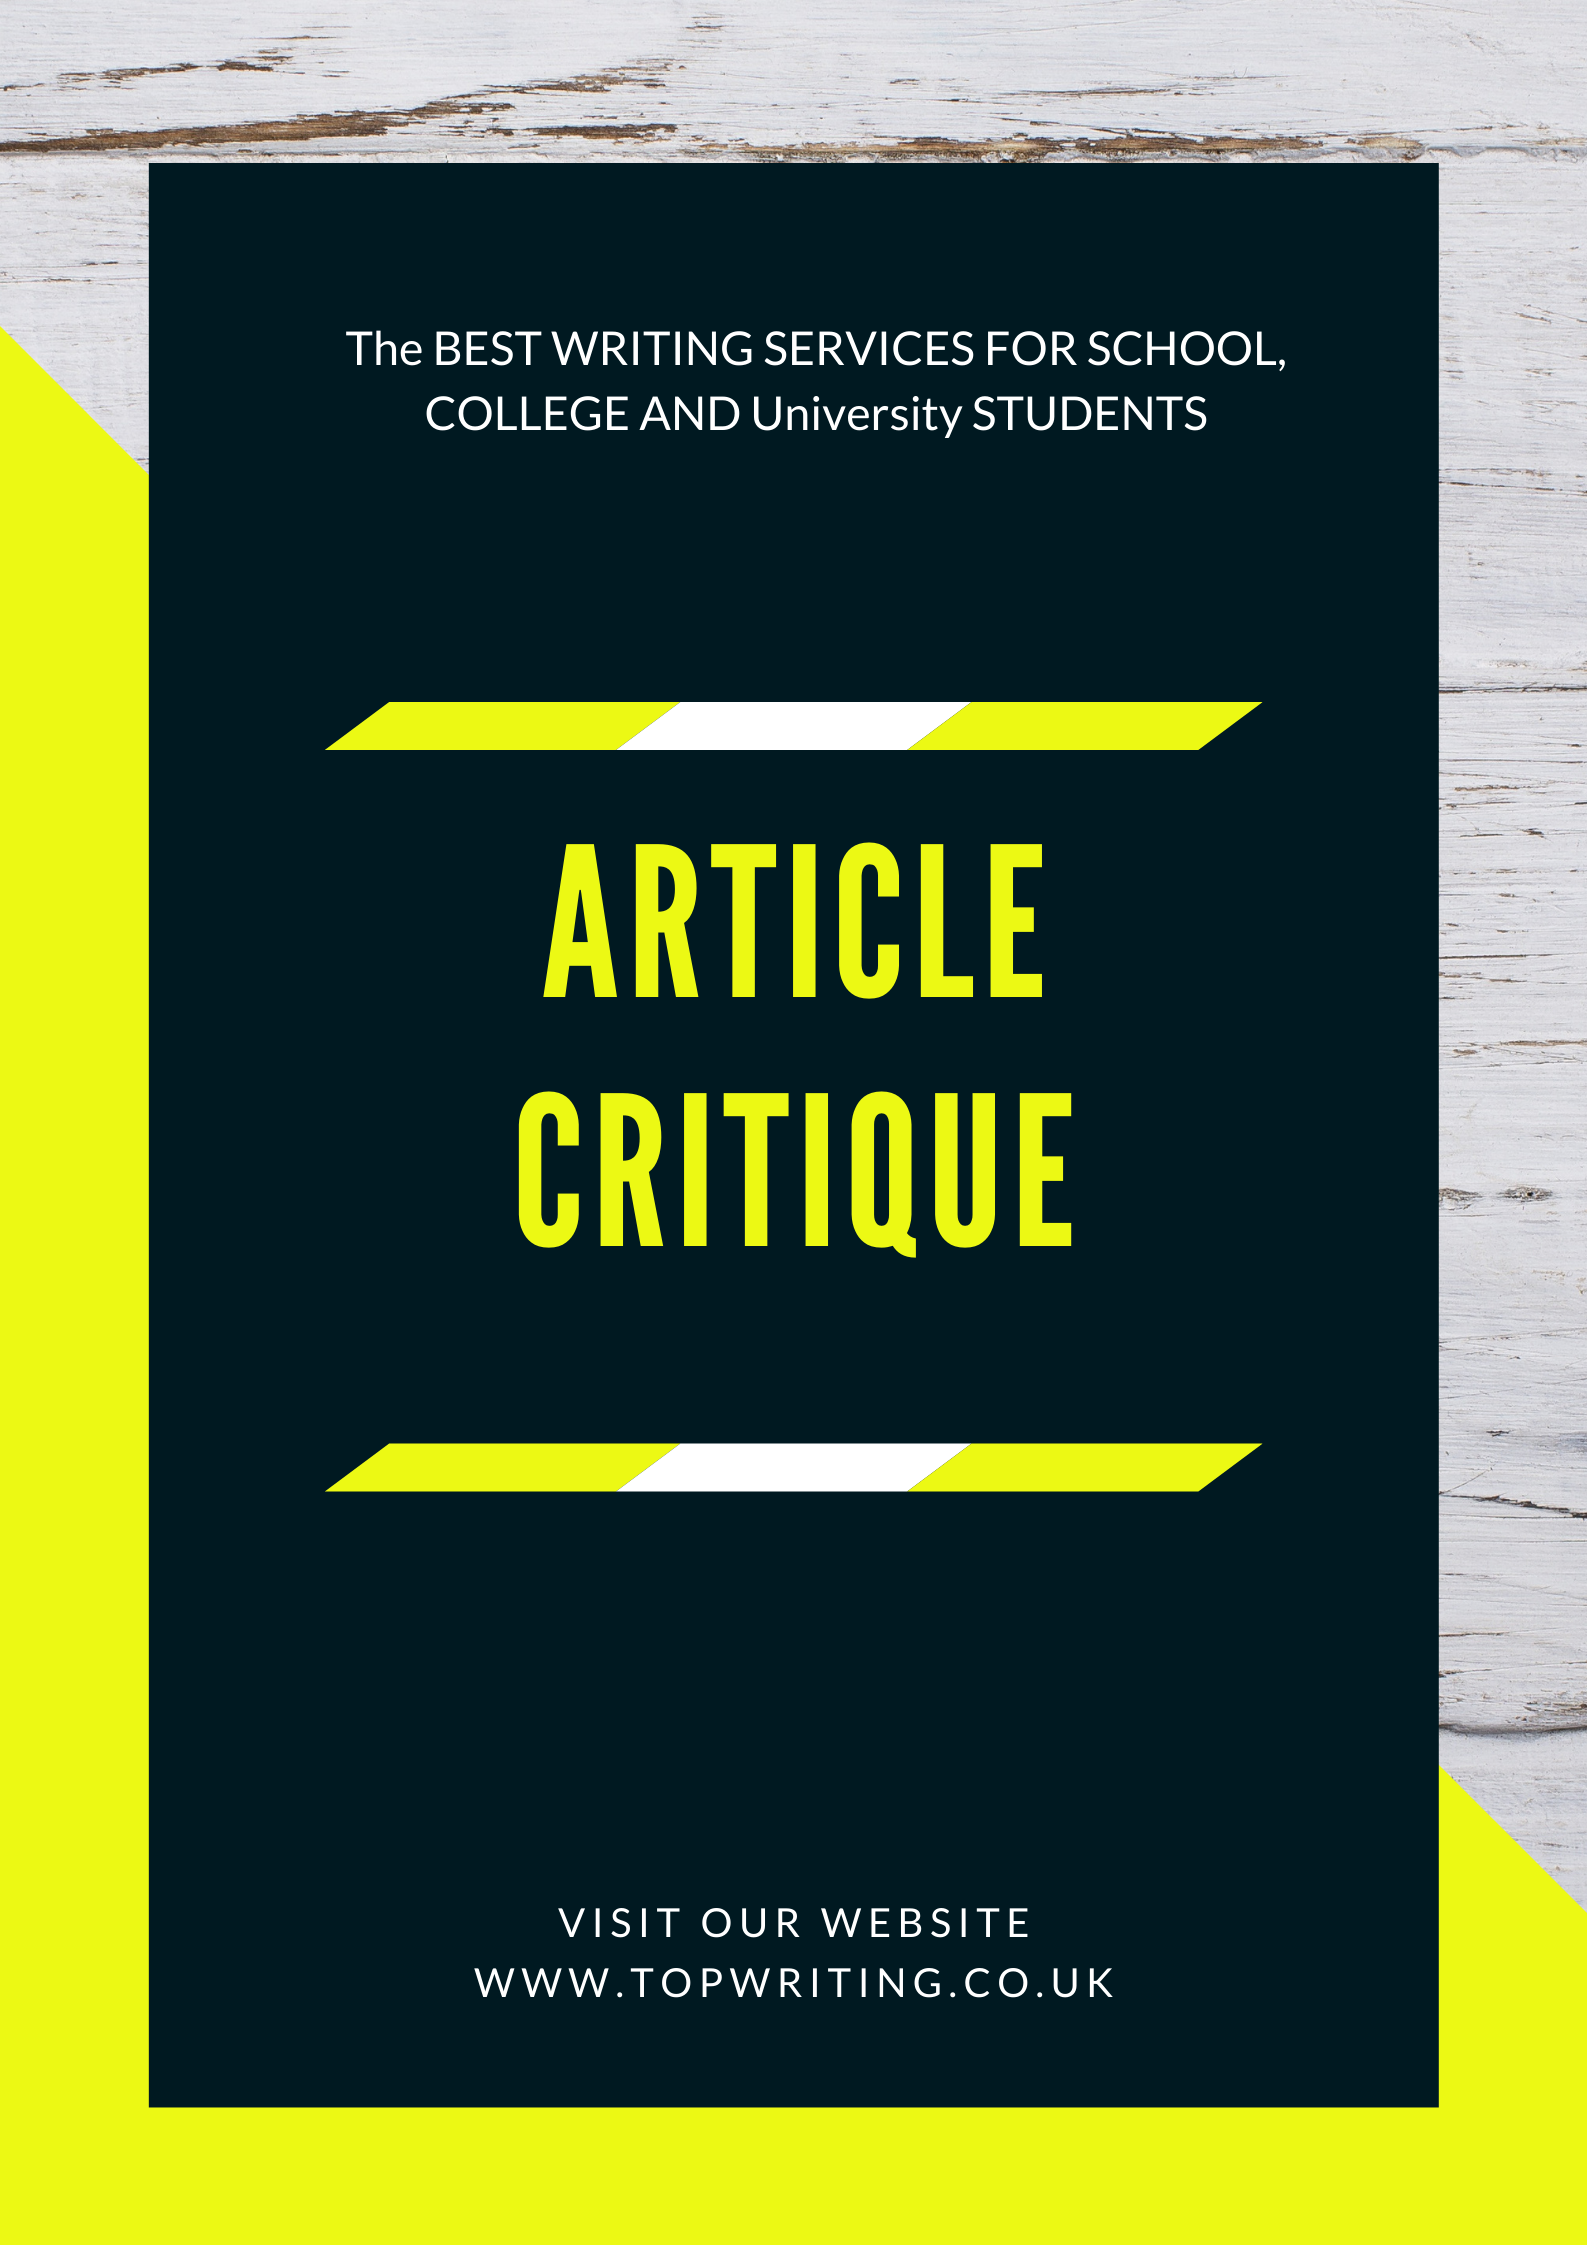 The BEST WRITING SERVICES FOR SCHOOL,
COLLEGE AND University STUDENTS
ARTICLE
CRITIQUE
VISIT OUR WEBSITE
WWW.TOPWRITING.CO.UK